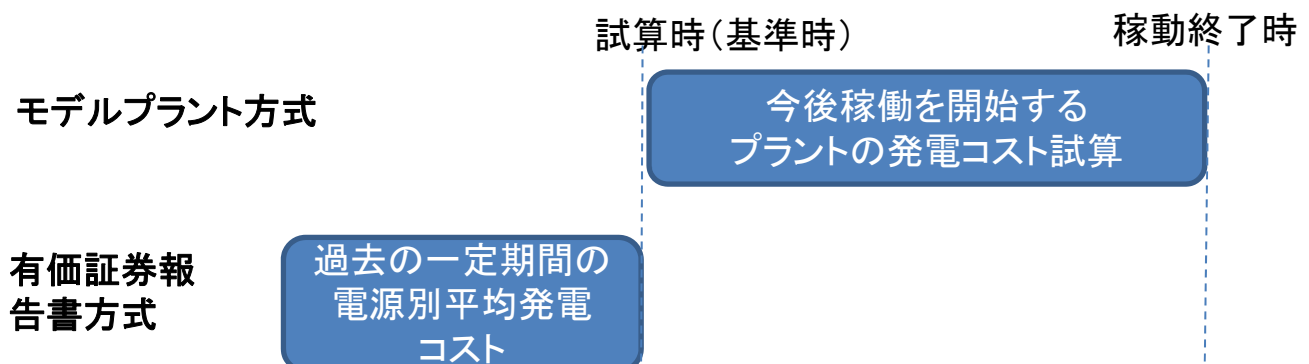 試算時(基準時)
稼動終了時
モデルプラント方式
今後稼働を開始する
プラントの発電コスト試算
有価証券報
告書方式
過去の一定期間の
電源別平均発電
コスト